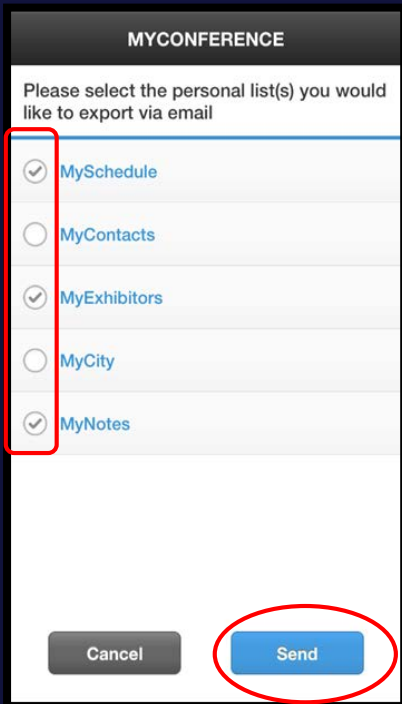 MYCONFERENCE
Please select the personal list(s) you would
like to export via email
MySchedule
MyContacts
MyExhibitors
MyCity
MyNotes
Cancel
Send